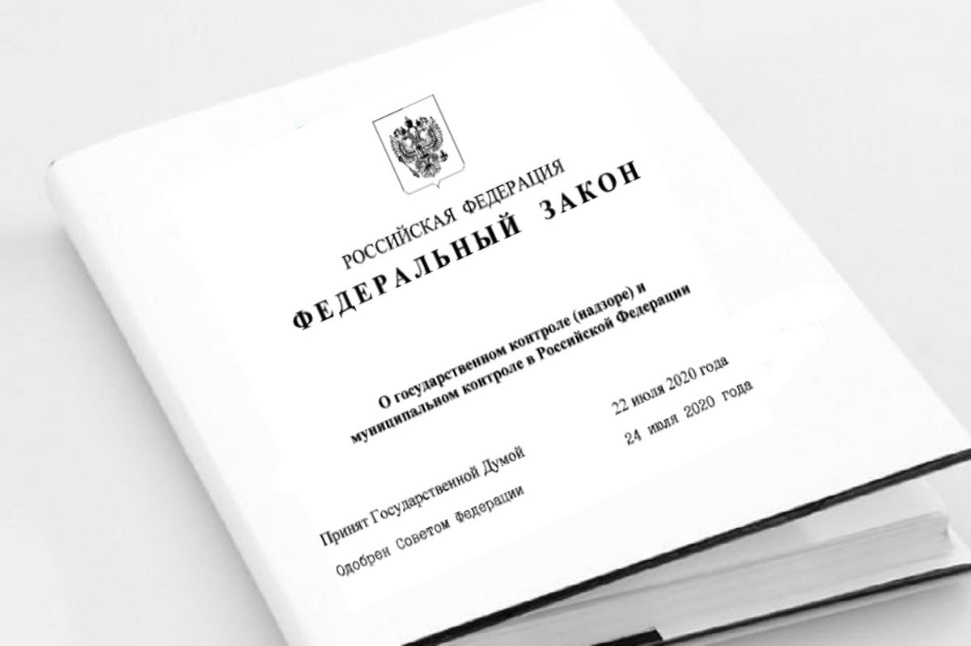 РОССИЙСКАЯ ФЕДЕРАЦИЯ
ФЕДЕРАЛЬНЫЙ ЗАКОН
О государственном контроле (надзоре) и
муниципальном контроле в Российской Федерации
Принят Государственной Думой 22 июля 2020 года
Одобрен Советом Федерации 24 июля 2020 года